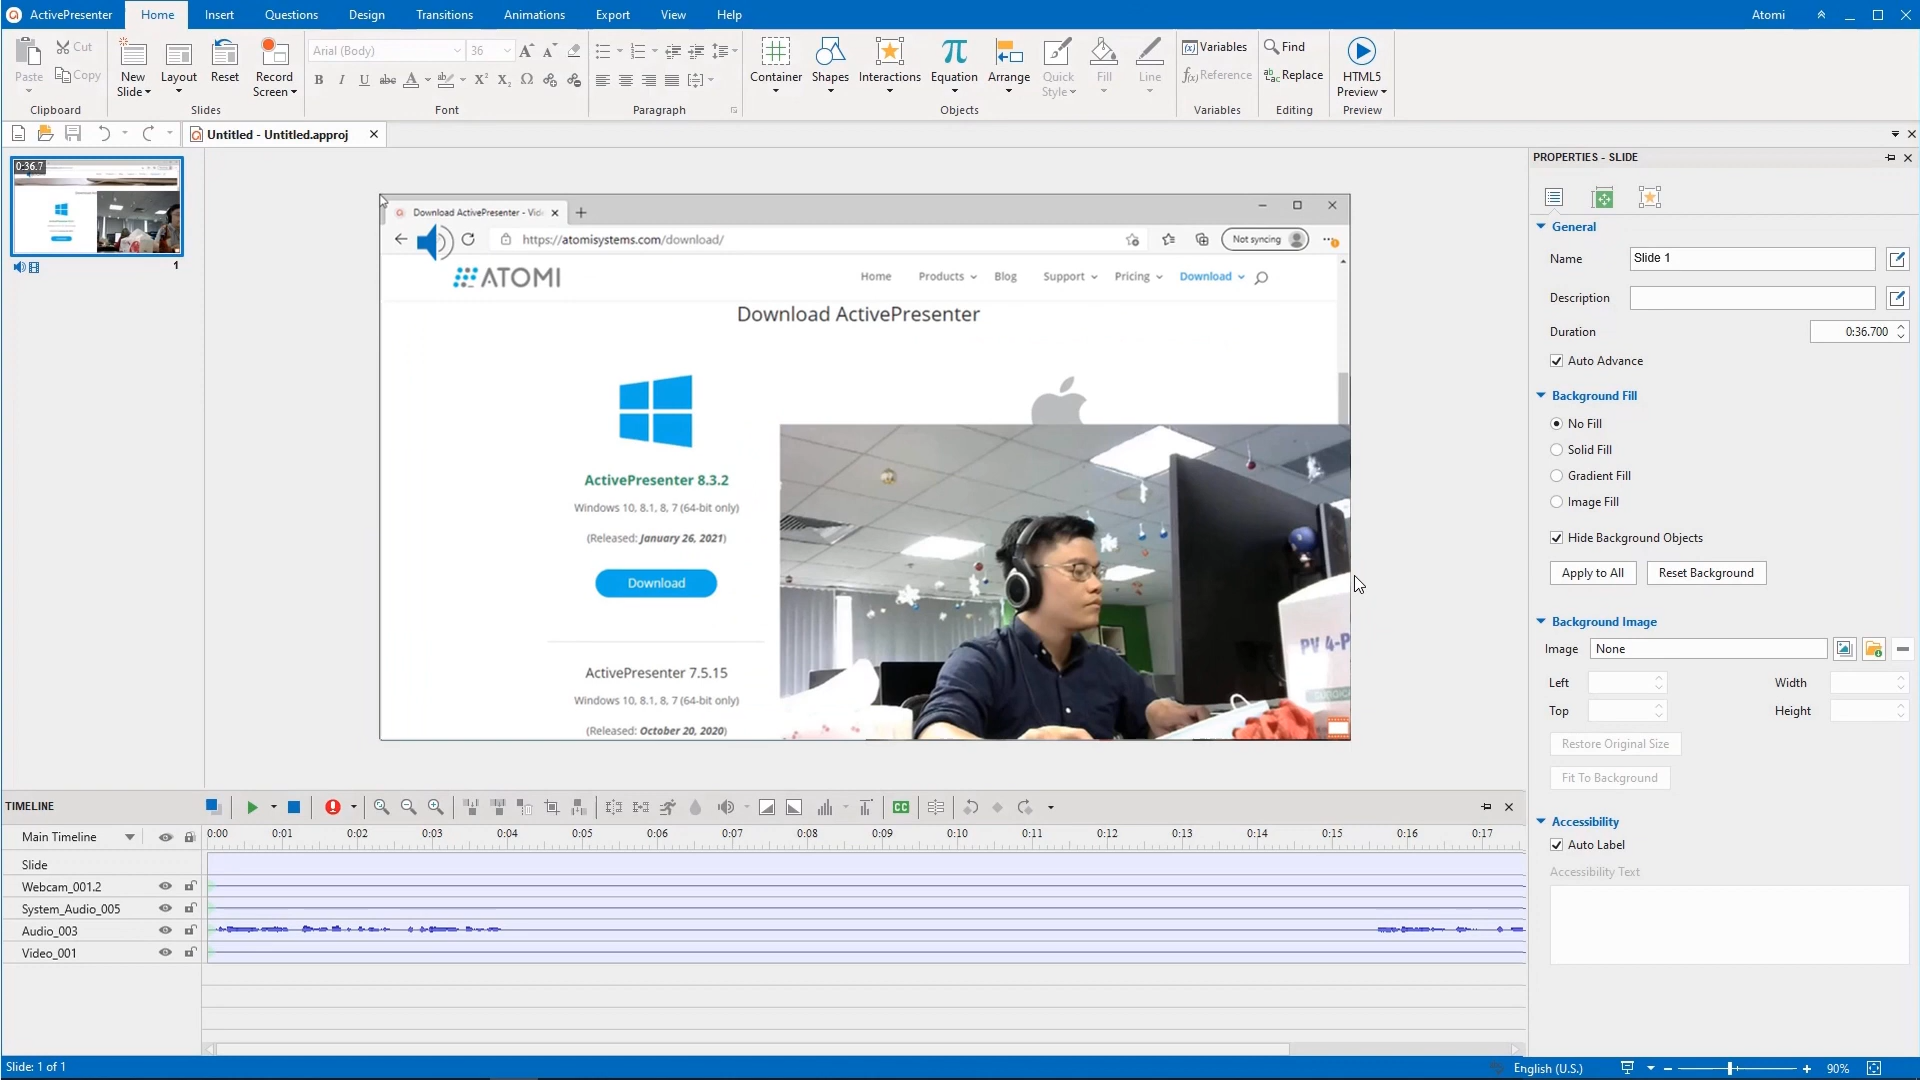 ActivePresenter Home Insert Questions Design Transitions Animations Export View Help Atomi
Paste Cut Copy
Clipboard
New Slide Layout Reset Record Screen
Slides
Arial (Body) 36
B I U abc A ab X² X₂ Ω
Font
Paragraph
Container Shapes Interactions Equation Arrange Quick Style Fill Line
Objects
(x) Variables
f(x) Reference
Variables
Find
Replace
Editing
HTML5 Preview
Preview
Untitled - Untitled.approj
0:36.7
1
Download ActivePresenter - Vid
https://atomisystems.com/download/
Not syncing
ATOMI
Home Products Blog Support Pricing Download
Download ActivePresenter
ActivePresenter 8.3.2
Windows 10, 8.1, 8, 7 (64-bit only)
(Released: January 26, 2021)
Download
ActivePresenter 7.5.15
Windows 10, 8.1, 8, 7 (64-bit only)
(Released: October 20, 2020)
PV 4-P
PROPERTIES - SLIDE
General
Name Slide 1
Description
Duration 0:36.700
Auto Advance
Background Fill
No Fill
Solid Fill
Gradient Fill
Image Fill
Hide Background Objects
Apply to All Reset Background
Background Image
Image None
Left Width
Top Height
Restore Original Size
Fit To Background
Accessibility
Auto Label
Accessibility Text
TIMELINE
CC
Main Timeline 0:00 0:01 0:02 0:03 0:04 0:05 0:06 0:07 0:08 0:09 0:10 0:11 0:12 0:13 0:14 0:15 0:16 0:17
Slide
Webcam_001.2
System_Audio_005
Audio_003
Video_001
Slide: 1 of 1 English (U.S.) 90%